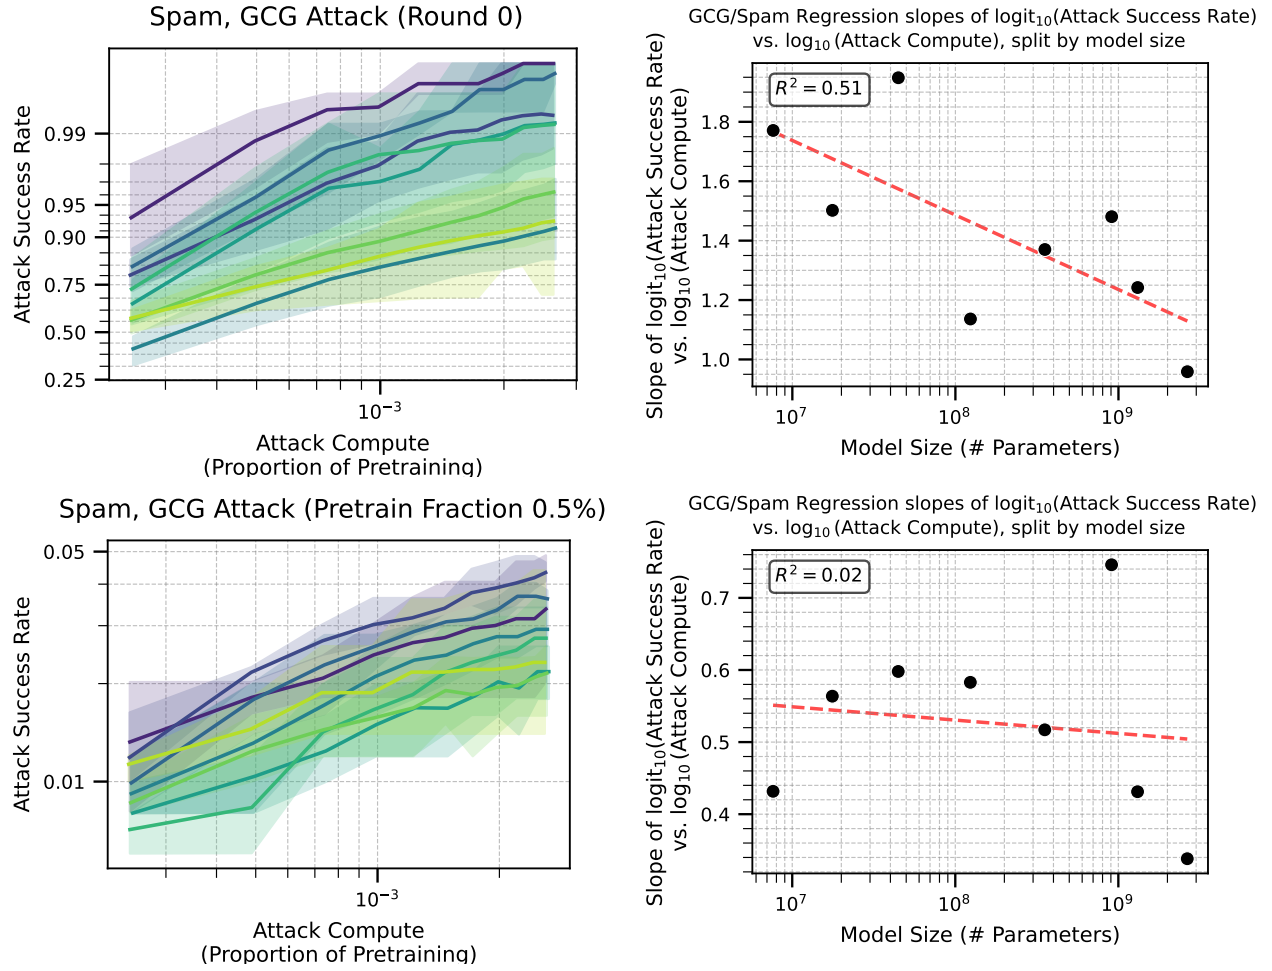 Spam, GCG Attack (Round 0)
Attack Success Rate
0.99
0.95
0.90
0.75
0.50
0.25
10⁻³
Attack Compute
(Proportion of Pretraining)
GCG/Spam Regression slopes of logit₁₀(Attack Success Rate)
vs. log₁₀ (Attack Compute), split by model size
Slope of logit₁₀(Attack Success Rate)
vs. log₁₀ (Attack Compute)
R² = 0.51
1.8
1.6
1.4
1.2
1.0
10⁷
10⁸
10⁹
Model Size (# Parameters)
Spam, GCG Attack (Pretrain Fraction 0.5%)
Attack Success Rate
0.05
0.01
10⁻³
Attack Compute
(Proportion of Pretraining)
GCG/Spam Regression slopes of logit₁₀(Attack Success Rate)
vs. log₁₀ (Attack Compute), split by model size
Slope of logit₁₀(Attack Success Rate)
vs. log₁₀ (Attack Compute)
R² = 0.02
0.7
0.6
0.5
0.4
10⁷
10⁸
10⁹
Model Size (# Parameters)